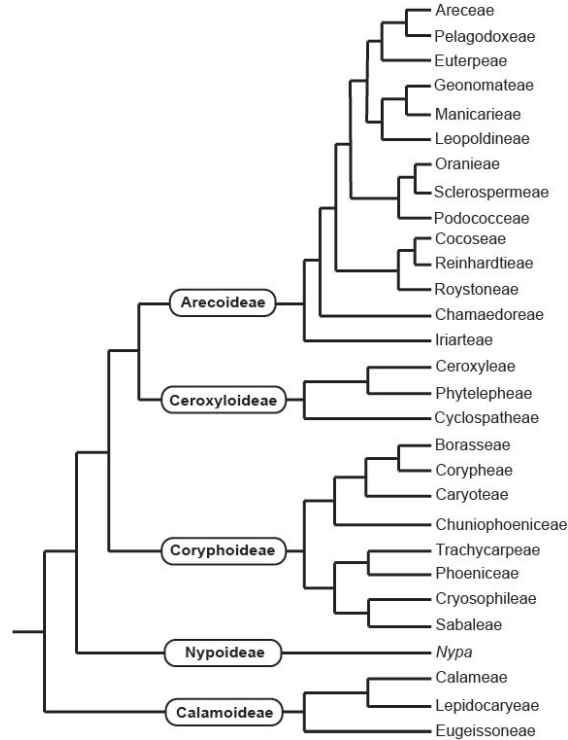 Areceae
Pelagodoxeae
Euterpeae
Geonomateae
Manicarieae
Leopoldineae
Oranieae
Sclerospermeae
Podococceae
Cocoseae
Reinhardtieae
Roystoneae
Arecoideae
Chamaedoreae
Iriarteae
Ceroxyleae
Phytelepheae
Ceroxyloideae
Cyclospatheae
Borasseae
Corypheae
Caryoteae
Chuniophoeniceae
Coryphoideae
Trachycarpeae
Phoeniceae
Cryosophileae
Sabaleae
Nypoideae
Nypa
Calameae
Lepidocaryeae
Calamoideae
Eugeissoneae